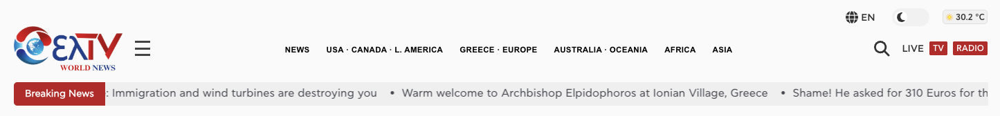 EN
30.2 °C
ελTV
WORLD NEWS
NEWS USA · CANADA · L. AMERICA GREECE · EUROPE AUSTRALIA · OCEANIA AFRICA ASIA
LIVE TV RADIO
Breaking News : Immigration and wind turbines are destroying you • Warm welcome to Archbishop Elpidophoros at Ionian Village, Greece • Shame! He asked for 310 Euros for th